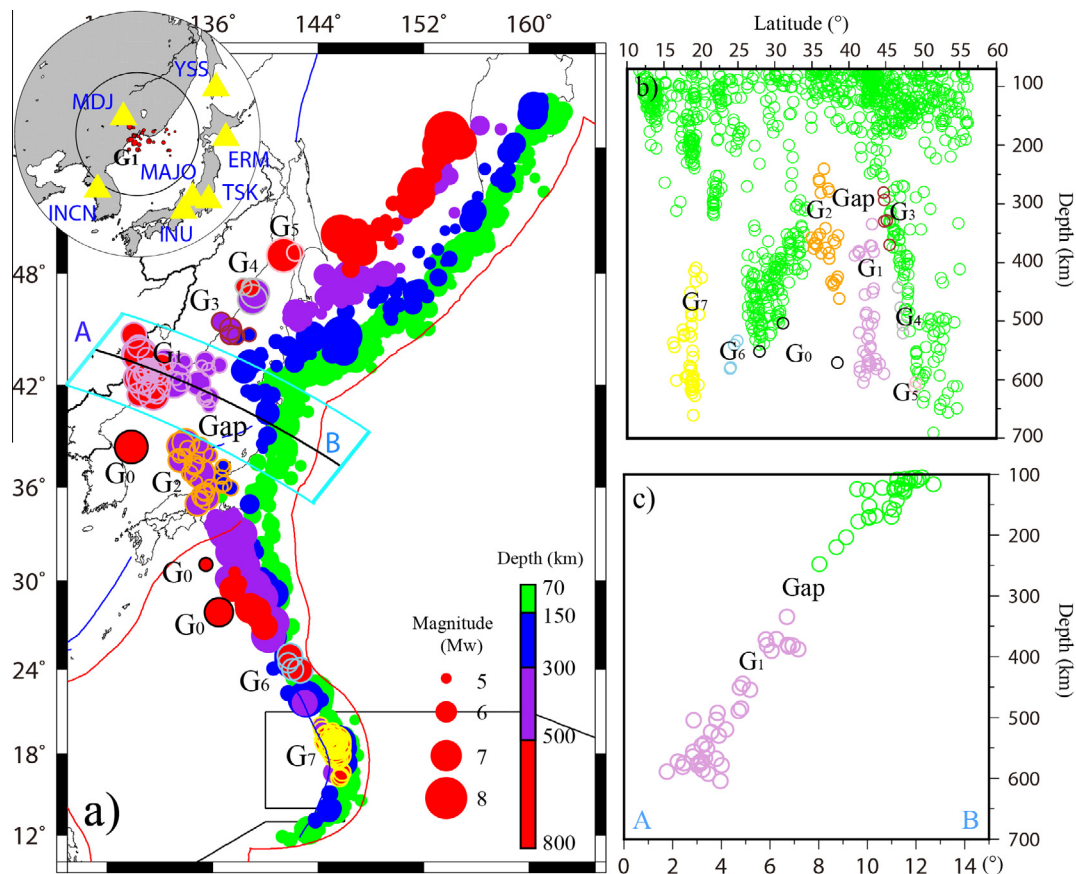 136° 144° 152° 160°
YSS
MDJ
G1
MAJO
ERM
TSK
INCN
INU
48°
42°
36°
30°
24°
18°
12°
G5
G4
G3
A
G1
Gap
B
G0
G2
G0
G0
G6
G7
a)
Depth (km)
70
150
300
500
800
Magnitude
(Mw)
5
6
7
8
Latitude (°)
10 15 20 25 30 35 40 45 50 55 60
b)
100
200
300
400
500
600
700
Depth(km)
G2 Gap G3
G1
G7
G6 G0 G4
G5
c)
100
200
300
400
500
600
700
Depth(km)
Gap
G1
A B
0 2 4 6 8 10 12 14 (°)